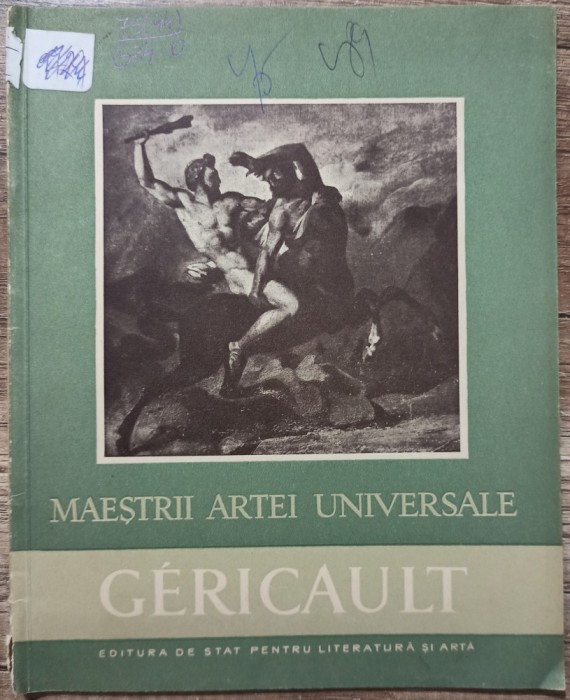 MAEȘTRII ARTEI UNIVERSALE
GÉRICAULT
EDITURA DE STAT PENTRU LITERATURĂ ȘI ARTĂ